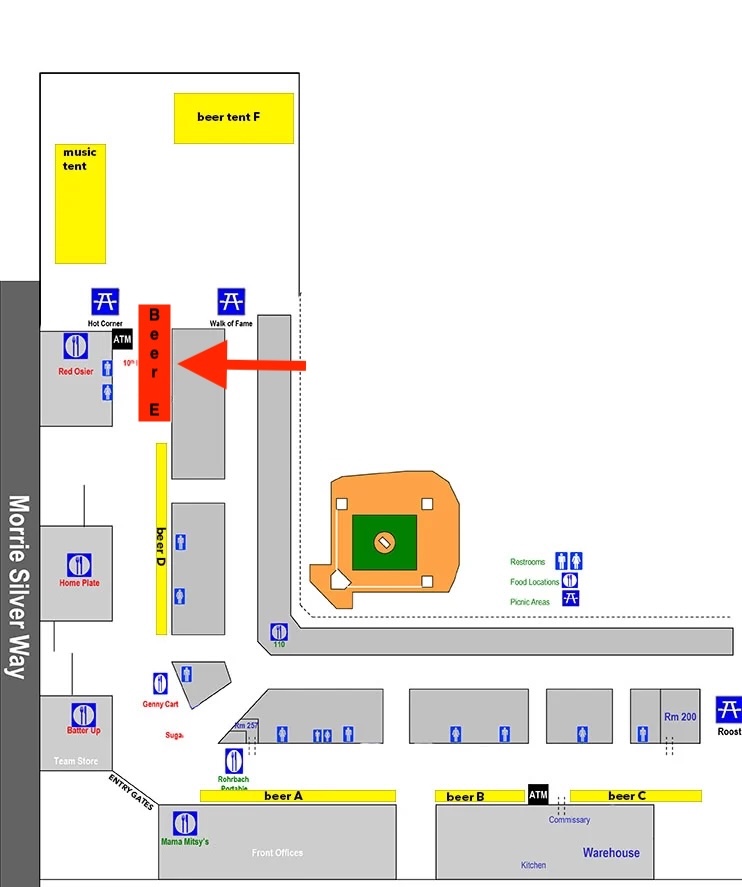 beer tent F
music
tent
Hot Corner
Walk of Fame
Beer E
ATM
Red Osier
10th
Morrie Silver Way
beer D
Home Plate
Restrooms
Food Locations
Picnic Areas
110
Genny Cart
Batter Up
Rm 257
Rm 200
Roost
Team Store
Rohrbach
Portable
ENTRY GATES
beer A
beer B
ATM
beer C
Mama Mitsy's
Front Offices
Commissary
Warehouse
Kitchen